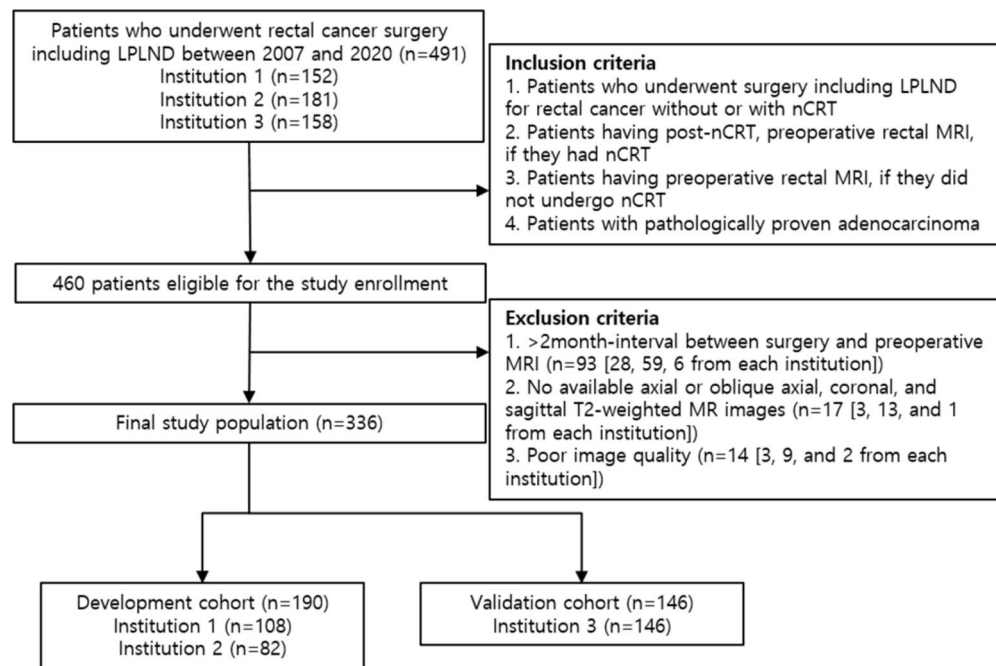 Patients who underwent rectal cancer surgery
including LPLND between 2007 and 2020 (n=491)
Institution 1 (n=152)
Institution 2 (n=181)
Institution 3 (n=158)
Inclusion criteria
1. Patients who underwent surgery including LPLND
for rectal cancer without or with nCRT
2. Patients having post-nCRT, preoperative rectal MRI,
if they had nCRT
3. Patients having preoperative rectal MRI, if they did
not undergo nCRT
4. Patients with pathologically proven adenocarcinoma
460 patients eligible for the study enrollment
Exclusion criteria
1. >2month-interval between surgery and preoperative
MRI (n=93 [28, 59, 6 from each institution])
2. No available axial or oblique axial, coronal, and
sagittal T2-weighted MR images (n=17 [3, 13, and 1
from each institution])
3. Poor image quality (n=14 [3, 9, and 2 from each
institution])
Final study population (n=336)
Development cohort (n=190)
Institution 1 (n=108)
Institution 2 (n=82)
Validation cohort (n=146)
Institution 3 (n=146)